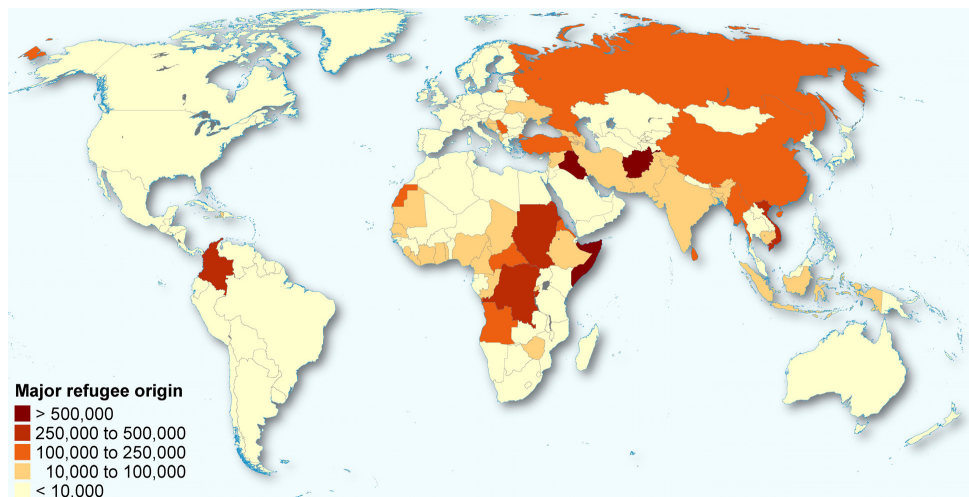 Major refugee origin
> 500,000
250,000 to 500,000
100,000 to 250,000
10,000 to 100,000
< 10,000